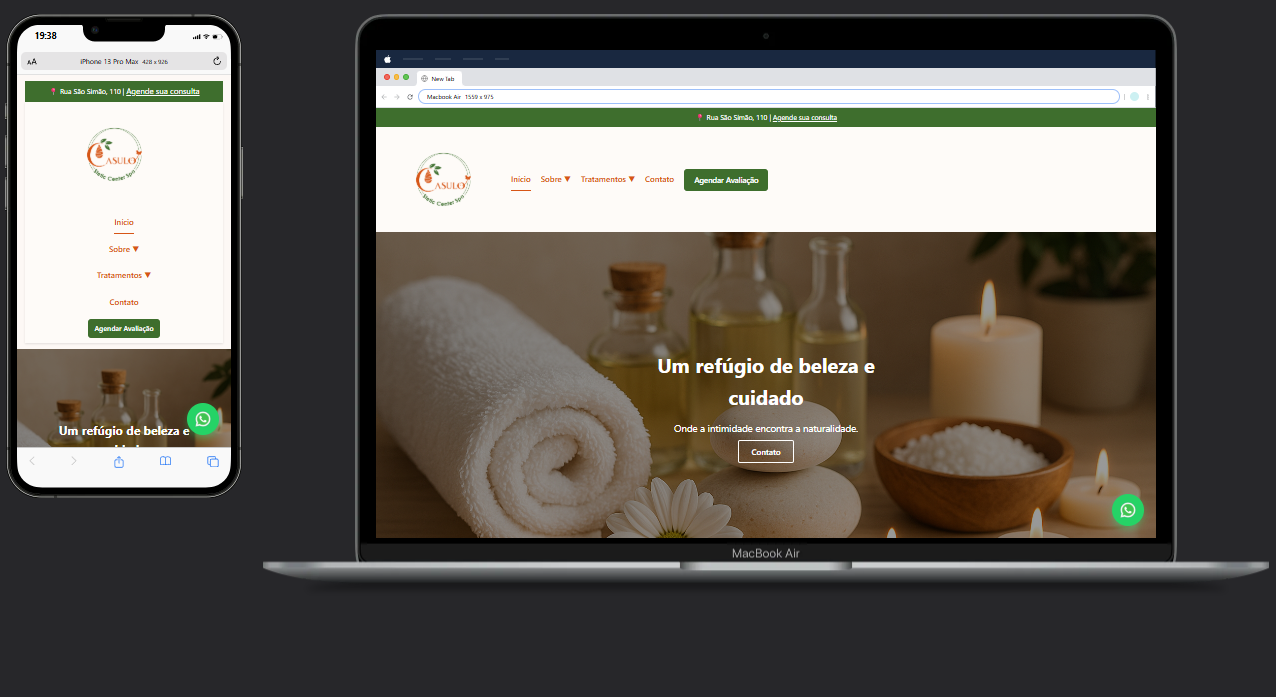 19:38
AA
iPhone 13 Pro Max 428 x 926
📍 Rua São Simão, 110 | Agende sua consulta
CASULO
Estetic Center Spa
Início
Sobre ▼
Tratamentos ▼
Contato
Agendar Avaliação
Um refúgio de beleza e
New Tab
Macbook Air 1559 x 975
📍 Rua São Simão, 110 | Agende sua consulta
CASULO
Estetic Center Spa
Início Sobre ▼ Tratamentos ▼ Contato Agendar Avaliação
Um refúgio de beleza e
cuidado
Onde a intimidade encontra a naturalidade.
Contato
MacBook Air